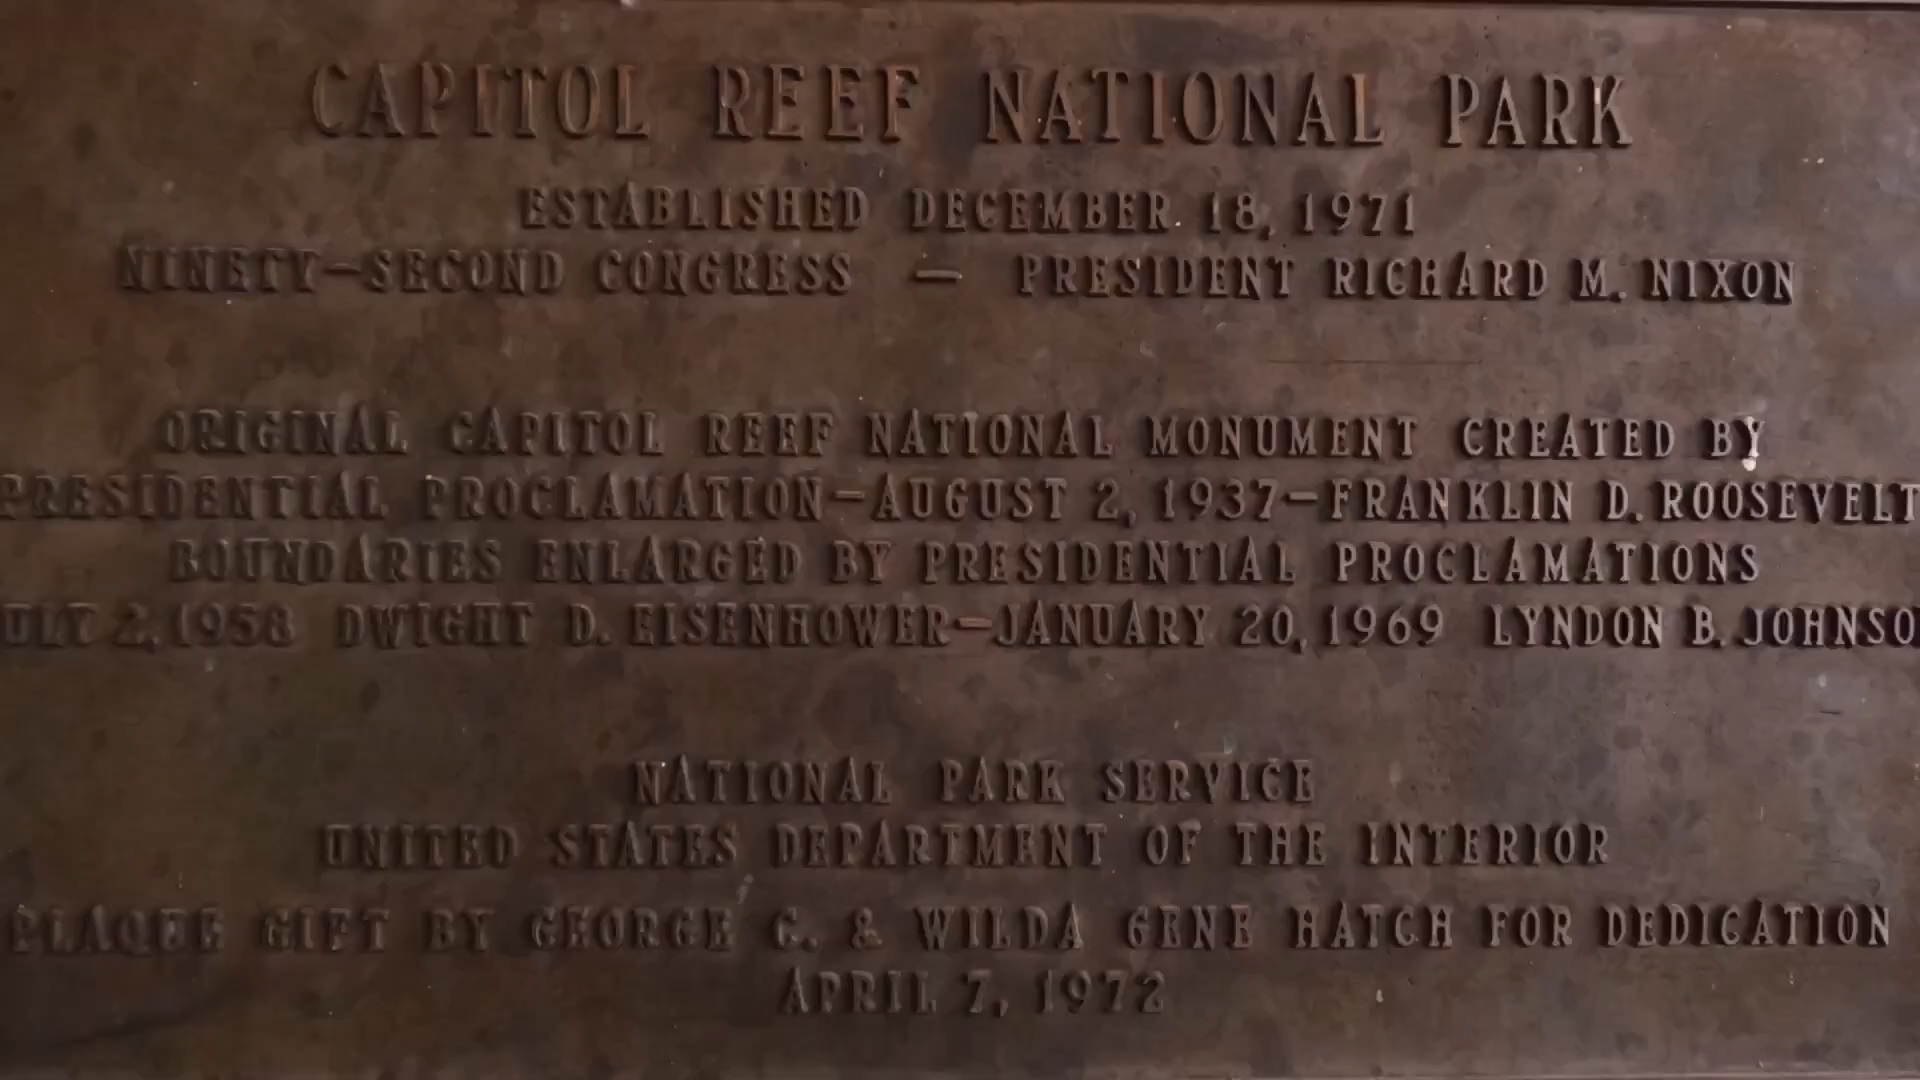 CAPITOL REEF NATIONAL PARK
ESTABLISHED DECEMBER 18, 1971
NINETY-SECOND CONGRESS — PRESIDENT RICHARD M. NIXON
ORIGINAL CAPITOL REEF NATIONAL MONUMENT CREATED BY
PRESIDENTIAL PROCLAMATION-AUGUST 2, 1937-FRANKLIN D. ROOSEVELT
BOUNDARIES ENLARGED BY PRESIDENTIAL PROCLAMATIONS
ULY 2, 1958 DWIGHT D. EISENHOWER-JANUARY 20, 1969 LYNDON B. JOHNSO
NATIONAL PARK SERVICE
UNITED STATES DEPARTMENT OF THE INTERIOR
PLAQUE GIFT BY GEORGE C. & WILDA GENE HATCH FOR DEDICATION
APRIL 7, 1972